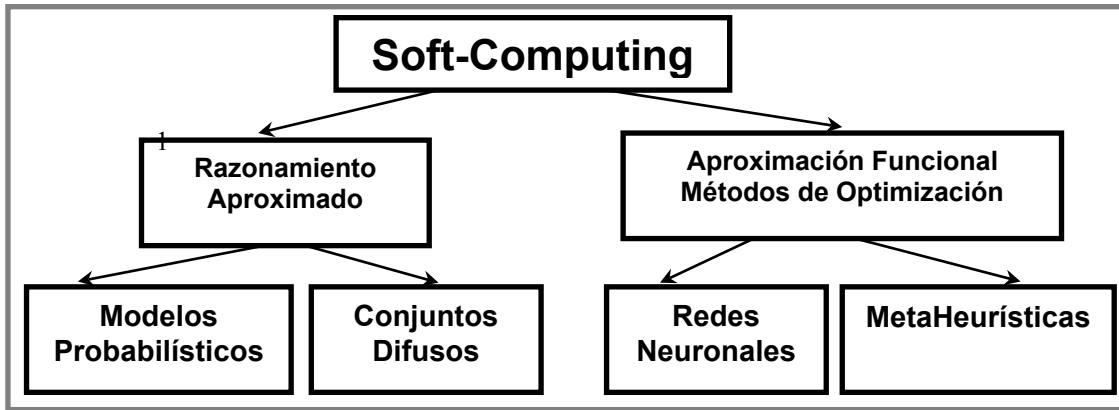 Soft-Computing
1
Razonamiento
Aproximado
Aproximación Funcional
Métodos de Optimización
Modelos
Probabilísticos
Conjuntos
Difusos
Redes
Neuronales
MetaHeurísticas